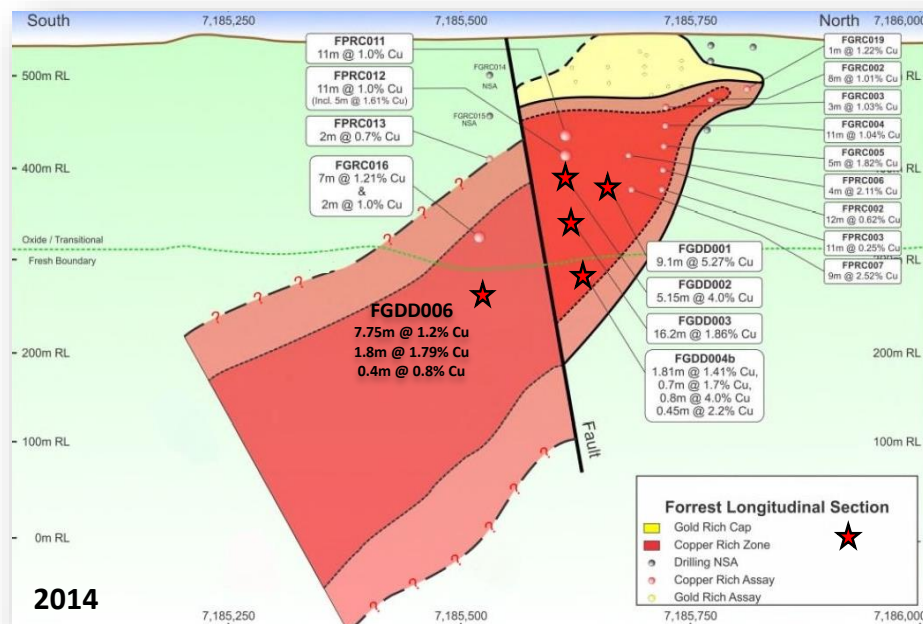 South
7,185,250
7,185,500
7,185,750
North
7,186,000
500m RL
400m RL
Oxide / Transitional
Fresh Boundary
200m RL
100m RL
0m RL
FPRC011
11m @ 1.0% Cu
FPRC012
11m @ 1.0% Cu
(Incl. 5m @ 1.61% Cu)
FPRC013
2m @ 0.7% Cu
FGRC016
7m @ 1.21% Cu
&
2m @ 1.0% Cu
FGRC014
NSA
FGRC015
NSA
FGRC019
1m @ 1.22% Cu
FGRC002
8m @ 1.01% Cu
FGRC003
3m @ 1.03% Cu
FGRC004
11m @ 1.04% Cu
FGRC005
5m @ 1.82% Cu
FPRC006
4m @ 2.11% Cu
FPRC002
12m @ 0.62% Cu
FPRC003
11m @ 0.25% Cu
FPRC007
9m @ 2.52% Cu
FGDD001
9.1m @ 5.27% Cu
FGDD002
5.15m @ 4.0% Cu
FGDD003
16.2m @ 1.86% Cu
FGDD004b
1.81m @ 1.41% Cu,
0.7m @ 1.7% Cu,
0.8m @ 4.0% Cu
0.45m @ 2.2% Cu
FGDD006
7.75m @ 1.2% Cu
1.8m @ 1.79% Cu
0.4m @ 0.8% Cu
? ? ? ? ? ?
? ? ? ? ? ?
Fault
200m RL
100m RL
Forrest Longitudinal Section
Gold Rich Cap
Copper Rich Zone
Drilling NSA
Copper Rich Assay
Gold Rich Assay
2014
7,185,250
7,185,500
7,185,750
7,186,000